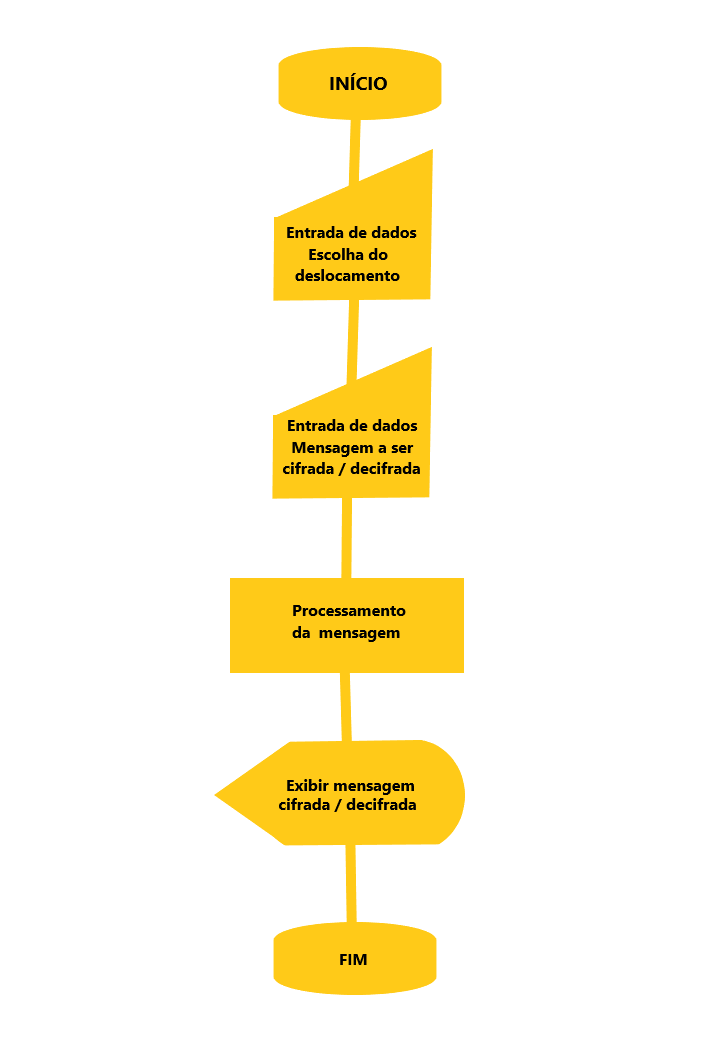 INÍCIO
Entrada de dados
Escolha do
deslocamento
Entrada de dados
Mensagem a ser
cifrada / decifrada
Processamento
da mensagem
Exibir mensagem
cifrada / decifrada
FIM